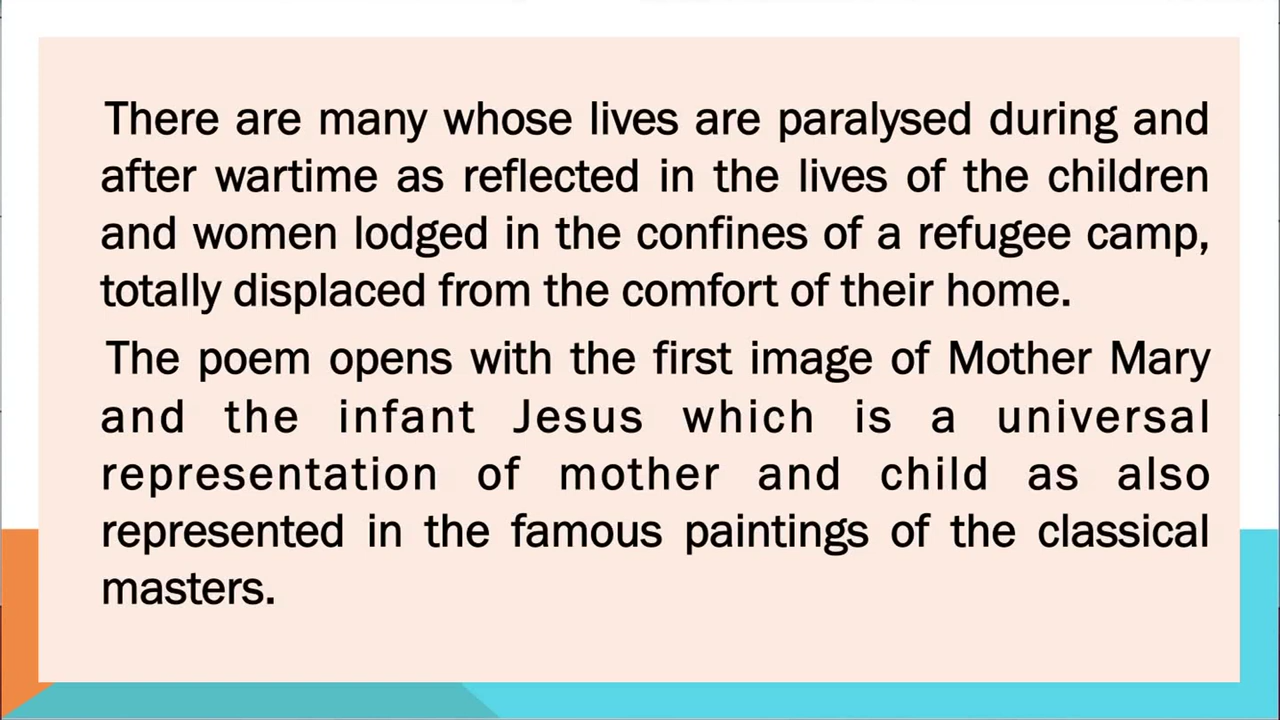 There are many whose lives are paralysed during and
after wartime as reflected in the lives of the children
and women lodged in the confines of a refugee camp,
totally displaced from the comfort of their home.
The poem opens with the first image of Mother Mary
and the infant Jesus which is a universal
representation of mother and child as also
represented in the famous paintings of the classical
masters.